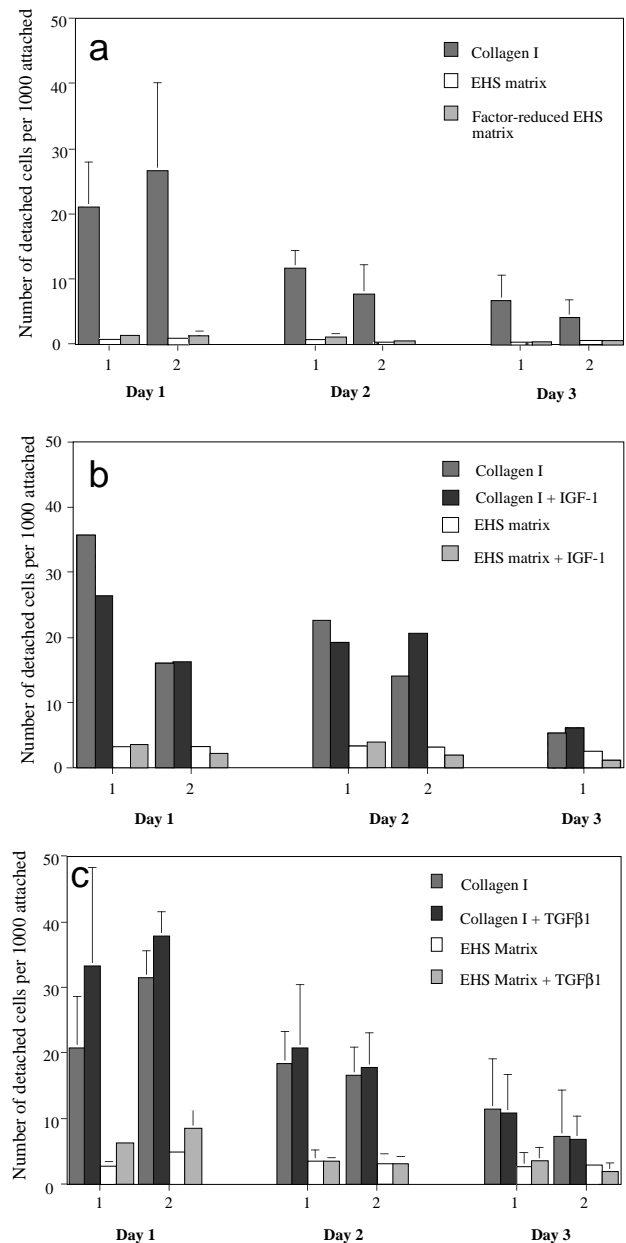 a
Number of detached cells per 1000 attached
50
40
30
20
10
0
Collagen I
EHS matrix
Factor-reduced EHS
matrix
1 2 1 2 1 2
Day 1 Day 2 Day 3
b
Number of detached cells per 1000 attached
50
40
30
20
10
0
Collagen I
Collagen I + IGF-1
EHS matrix
EHS matrix + IGF-1
1 2 1 2 1
Day 1 Day 2 Day 3
c
Number of detached cells per 1000 attached
50
40
30
20
10
0
Collagen I
Collagen I + TGFβ1
EHS Matrix
EHS Matrix + TGFβ1
1 2 1 2 1 2
Day 1 Day 2 Day 3